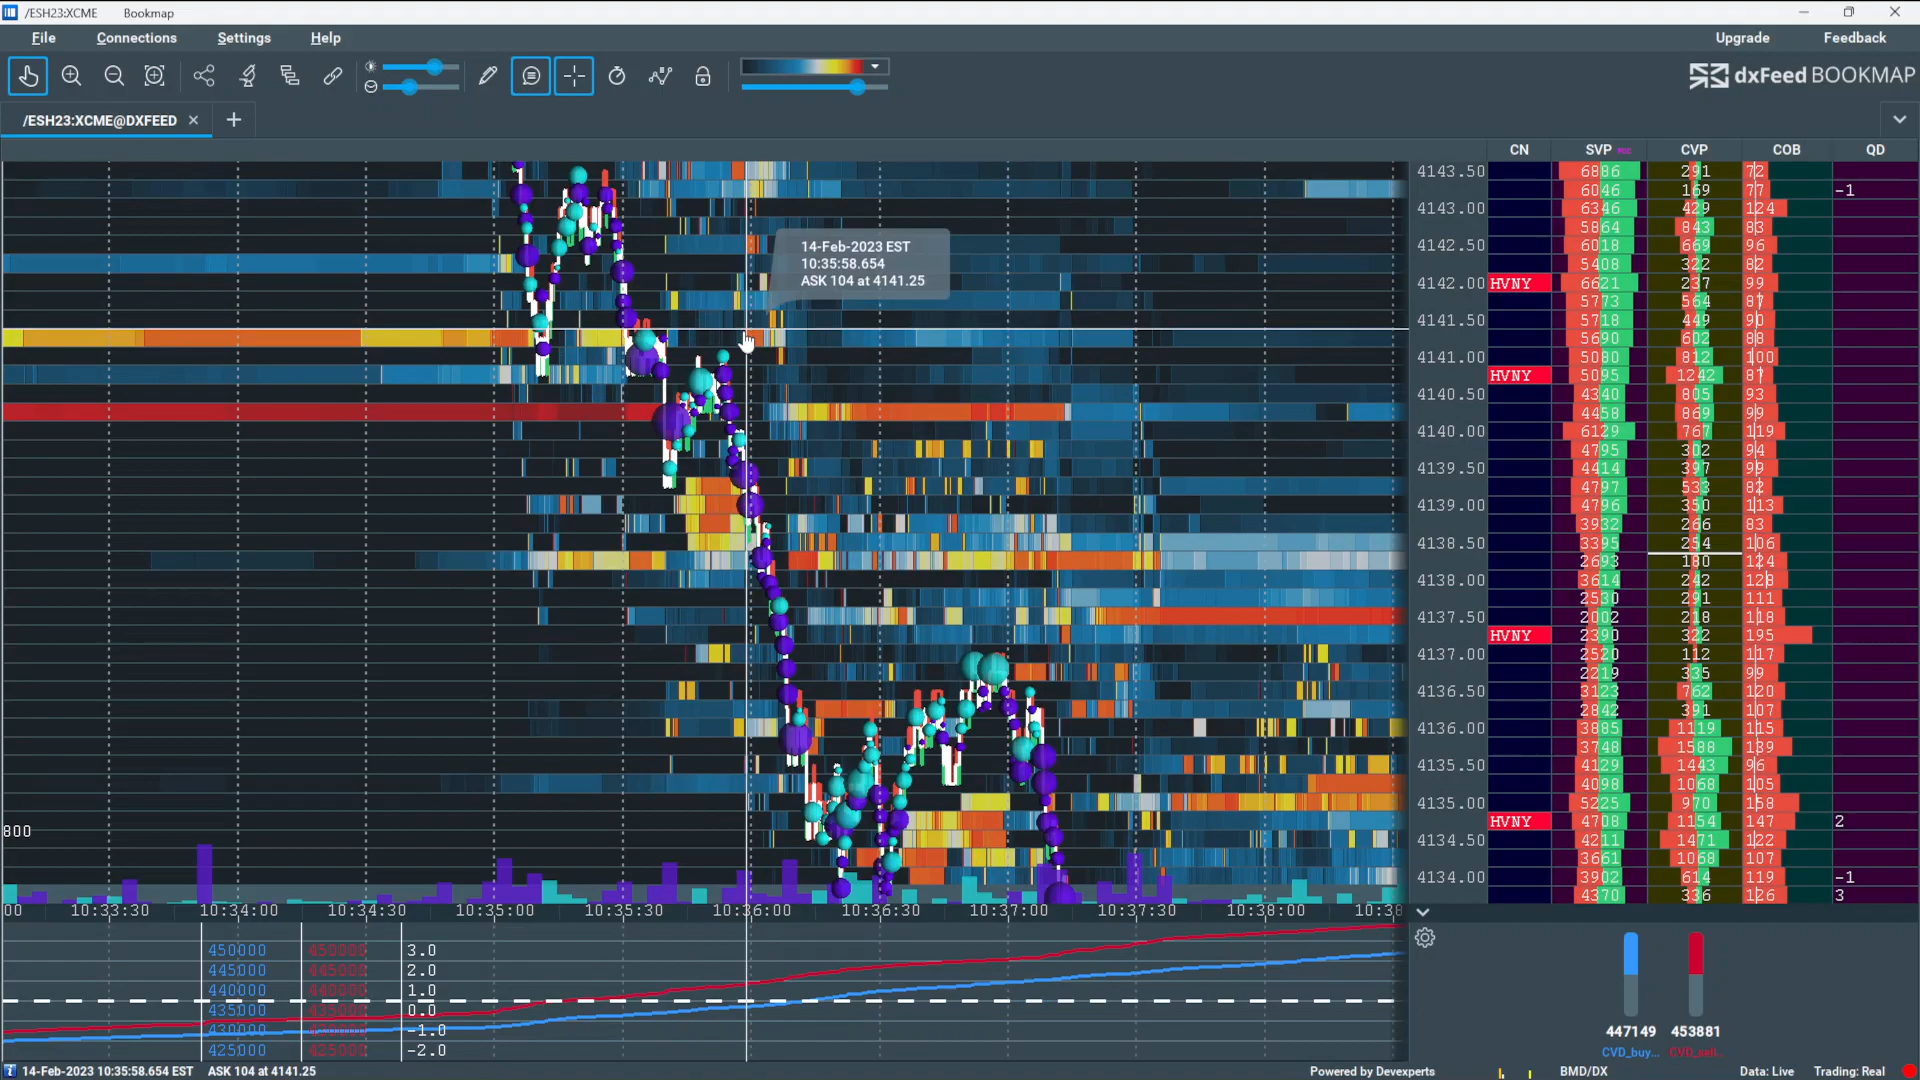 /ESH23:XCME Bookmap
File Connections Settings Help Upgrade Feedback
dxFeed BOOKMAP
/ESH23:XCME@DXFEED
CN SVP CVP COB QD
14-Feb-2023 EST
10:35:58.654
ASK 104 at 4141.25
4143.50 6886 291 72
6046 169 77 -1
4143.00 6346 429 124
5864 843 83
4142.50 6018 669 96
5408 322 82
4142.00 HVNY 6621 237 99
5773 564 87
4141.50 5718 449 90
5690 602 88
4141.00 5080 812 100
HVNY 5095 1242 87
4140.50 4340 805 93
4458 869 99
4140.00 6129 767 119
4795 302 94
4139.50 4414 397 99
4797 533 82
4139.00 4796 350 113
3932 266 83
4138.50 3395 254 106
2693 180 124
4138.00 3614 242 128
2530 291 111
4137.50 2002 218 118
HVNY 2390 322 195
4137.00 2520 112 117
2219 335 99
4136.50 3123 762 120
2842 391 107
4136.00 3885 1119 115
3748 1588 139
4135.50 4129 1443 96
4098 1068 105
4135.00 5225 970 158
HVNY 4708 1154 147 2
4134.50 4211 1471 122
3661 1068 107
4134.00 3902 614 119 -1
4370 336 126 3
800
00 10:33:30 10:34:00 10:34:30 10:35:00 10:35:30 10:36:00 10:36:30 10:37:00 10:37:30 10:38:00 10:38
450000 450000 3.0
445000 445000 2.0
440000 440000 1.0
435000 435000 0.0
430000 430000 -1.0
425000 425000 -2.0
447149 453881
CVD_buy... CVD_sell...
14-Feb-2023 10:35:58.654 EST ASK 104 at 4141.25 Powered by Devexperts BMD/DX Data: Live Trading: Real